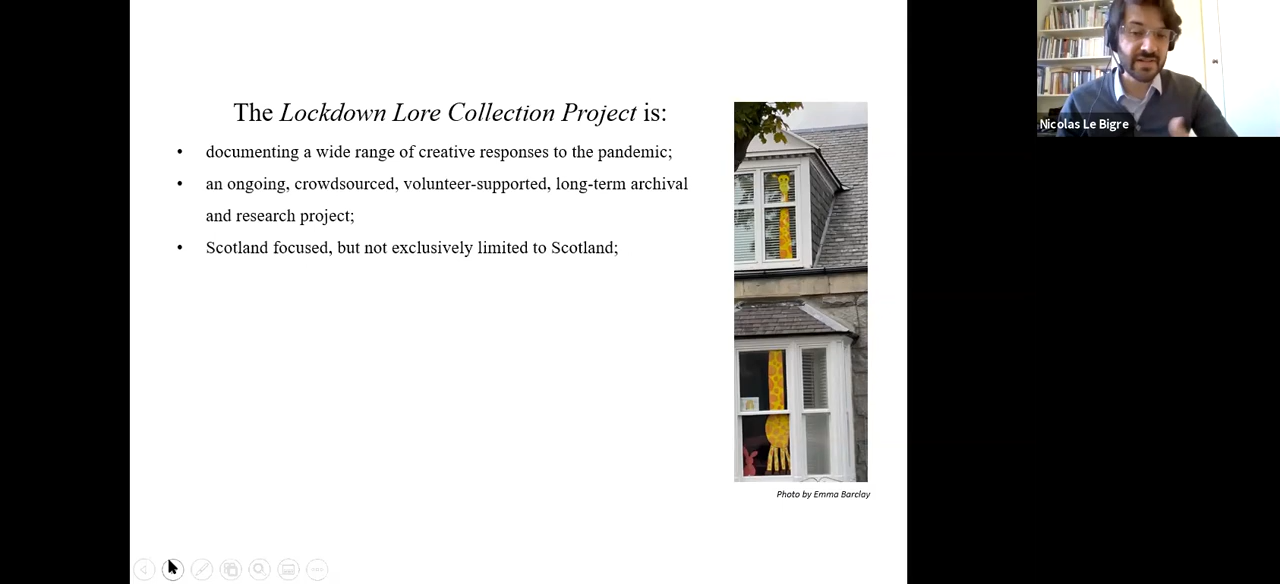 The Lockdown Lore Collection Project is:
• documenting a wide range of creative responses to the pandemic;
• an ongoing, crowdsourced, volunteer-supported, long-term archival
and research project;
• Scotland focused, but not exclusively limited to Scotland;
Photo by Emma Barclay
Nicolas Le Bigre